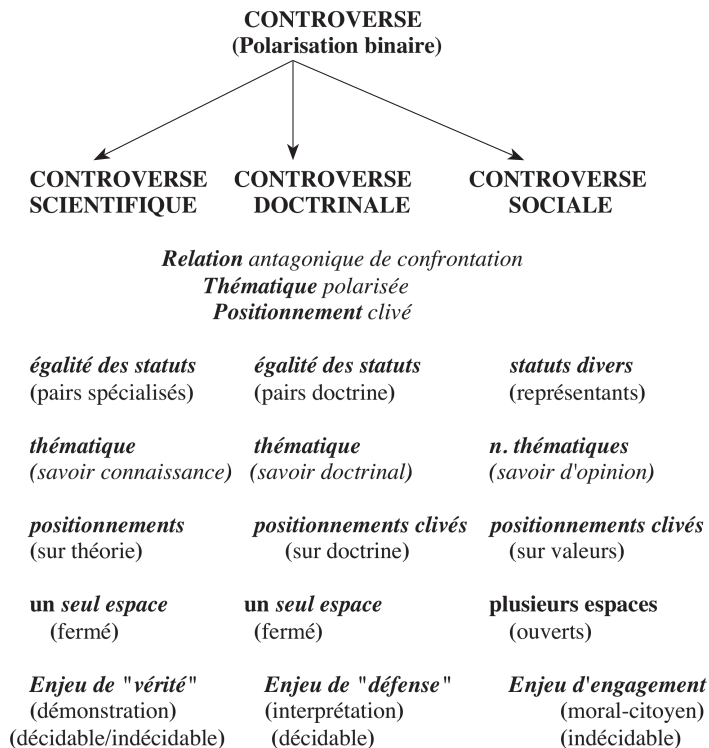 CONTROVERSE
(Polarisation binaire)
CONTROVERSE CONTROVERSE CONTROVERSE
SCIENTIFIQUE DOCTRINALE SOCIALE
Relation antagonique de confrontation
Thématique polarisée
Positionnement clivé
égalité des statuts égalité des statuts statuts divers
(pairs spécialisés) (pairs doctrine) (représentants)
thématique thématique n. thématiques
(savoir connaissance) (savoir doctrinal) (savoir d'opinion)
positionnements positionnements clivés positionnements clivés
(sur théorie) (sur doctrine) (sur valeurs)
un seul espace un seul espace plusieurs espaces
(fermé) (fermé) (ouverts)
Enjeu de "vérité" Enjeu de "défense" Enjeu d'engagement
(démonstration) (interprétation) (moral-citoyen)
(décidable/indécidable) (décidable) (indécidable)